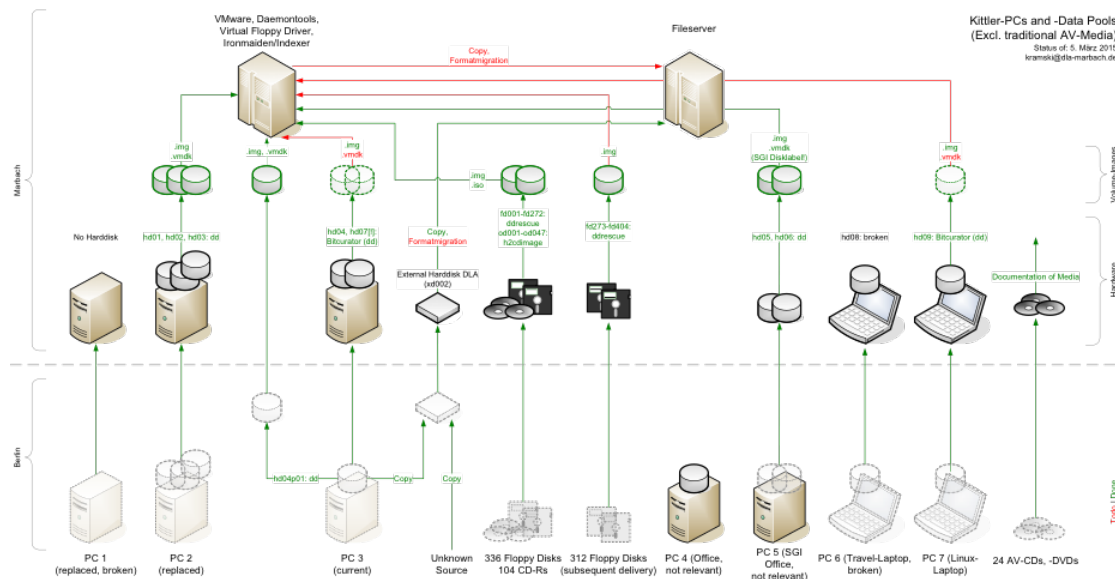 VMware, Daemontools,
Virtual Floppy Driver,
Ironmaiden/Indexer
Fileserver
Kittler-PCs and -Data Pools
(Excl. traditional AV-Media)
Status of: 5. März 2015
kramski@dla-marbach.de
Copy,
Formatmigration
.img
.vmdk
.img, .vmdk
.img
.vmdk
.img
.iso
.img
.img
.vmdk
(SGI Disklabel!)
.img
.vmdk
Marbach
Volume Images
No Harddisk
hd01, hd02, hd03: dd
hd04, hd07[!]:
Bitcurator (dd)
Copy,
Formatmigration
External Harddisk DLA
(xd002)
fd001-fd272:
ddrescue
od001-od047:
h2cdimage
fd273-fd404:
ddrescue
hd05, hd06: dd
hd08: broken
hd09: Bitcurator (dd)
Documentation of Media
Hardware
Berlin
hd04p01: dd
Copy
Copy
Todo | Done
PC 1
(replaced, broken)
PC 2
(replaced)
PC 3
(current)
Unknown
Source
336 Floppy Disks
104 CD-Rs
312 Floppy Disks
(subsequent delivery)
PC 4 (Office,
not relevant)
PC 5 (SGI
Office,
not relevant)
PC 6 (Travel-Laptop,
broken)
PC 7 (Linux-
Laptop)
24 AV-CDs, -DVDs